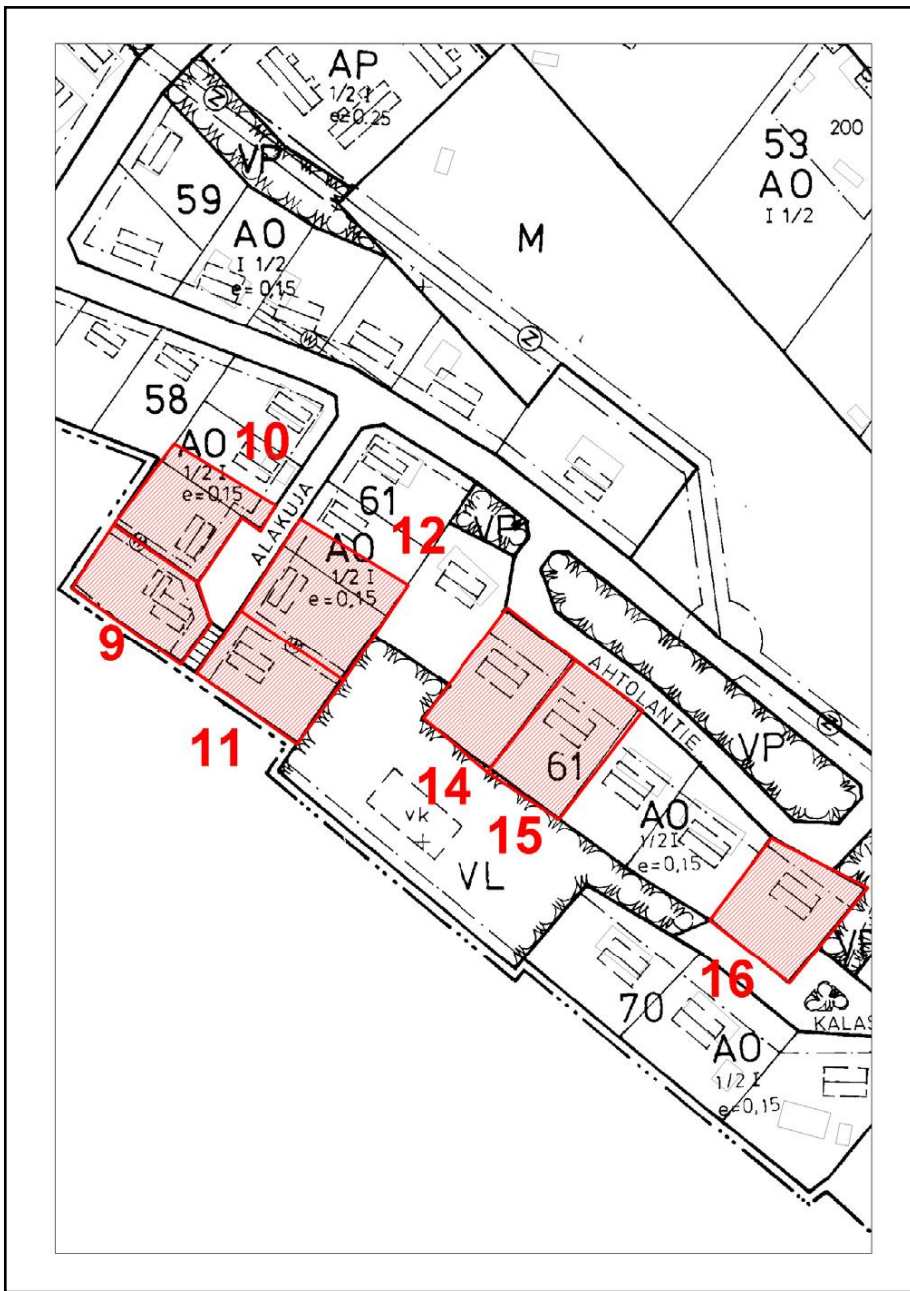 AP
1/2 I
e=0.25
N
VP
53
AO
I 1/2
200
59
AO
I 1/2
e=0,15
M
N
W
58
AO
1/2 I
e=0,15
10
ALAKUJA
61
AO
1/2 I
e=0,15
12
VP
9
11
AHTOLANTIE
VP
N
14
15
61
vk
VL
AO
1/2 I
e=0,15
16
VP
KALAS
70
AO
1/2 I
e=0,15